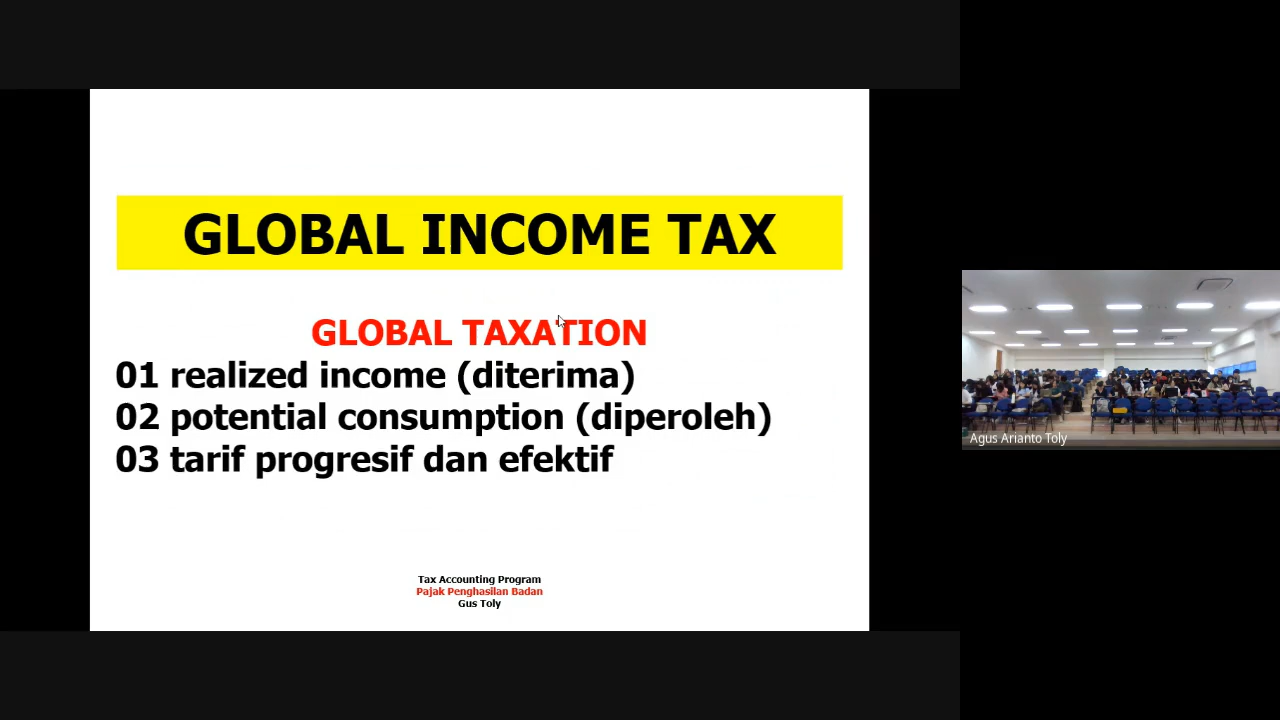 GLOBAL INCOME TAX
GLOBAL TAXATION
01 realized income (diterima)
02 potential consumption (diperoleh)
03 tarif progresif dan efektif
Tax Accounting Program
Pajak Penghasilan Badan
Gus Toly
Agus Arianto Toly